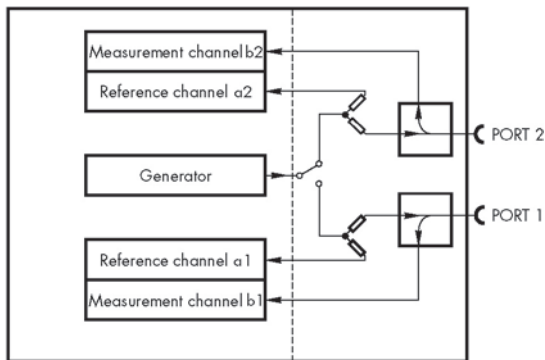 Measurement channel b2
Reference channel a2
PORT 2
Generator
PORT 1
Reference channel a1
Measurement channel b1